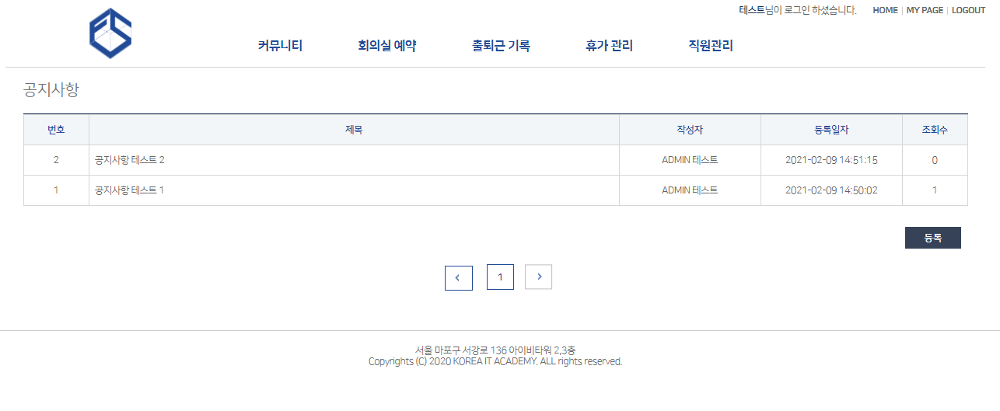 테스트님이 로그인 하셨습니다. HOME | MY PAGE | LOGOUT
커뮤니티 회의실 예약 출퇴근 기록 휴가 관리 직원관리
공지사항
번호 제목 작성자 등록일자 조회수
2 공지사항 테스트 2 ADMIN 테스트 2021-02-09 14:51:15 0
1 공지사항 테스트 1 ADMIN 테스트 2021-02-09 14:50:02 1
등록
< 1 >
서울 마포구 서강로 136 아이비타워 2,3층
Copyrights (C) 2020 KOREA IT ACADEMY. ALL rights reserved.